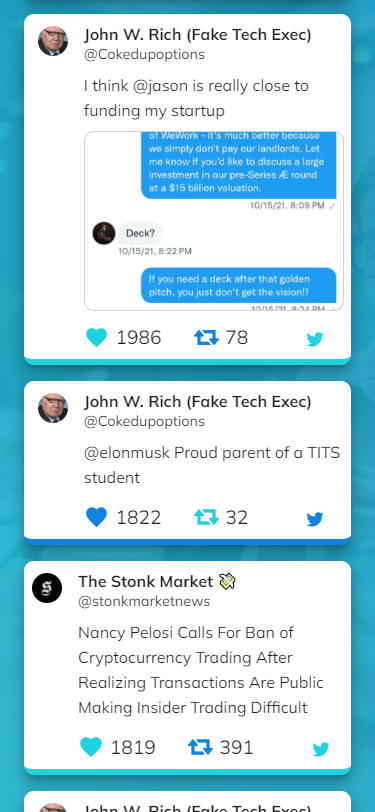 John W. Rich (Fake Tech Exec)
@Cokedupoptions
I think @jason is really close to
funding my startup
of WeWork - it's much better because
we simply don't pay our landlords. Let
me know if you'd like to discuss a large
investment in our pre-Series Æ round
at a $15 billion valuation.
10/15/21, 8:09 PM ✓
Deck?
10/15/21, 8:22 PM
If you need a deck after that golden
pitch, you just don't get the vision!!
10/15/21, 8:24 PM ✓
1986 78
John W. Rich (Fake Tech Exec)
@Cokedupoptions
@elonmusk Proud parent of a TITS
student
1822 32
The Stonk Market 💸
@stonkmarketnews
Nancy Pelosi Calls For Ban of
Cryptocurrency Trading After
Realizing Transactions Are Public
Making Insider Trading Difficult
1819 391
John W. Rich (Fake Tech Exec)